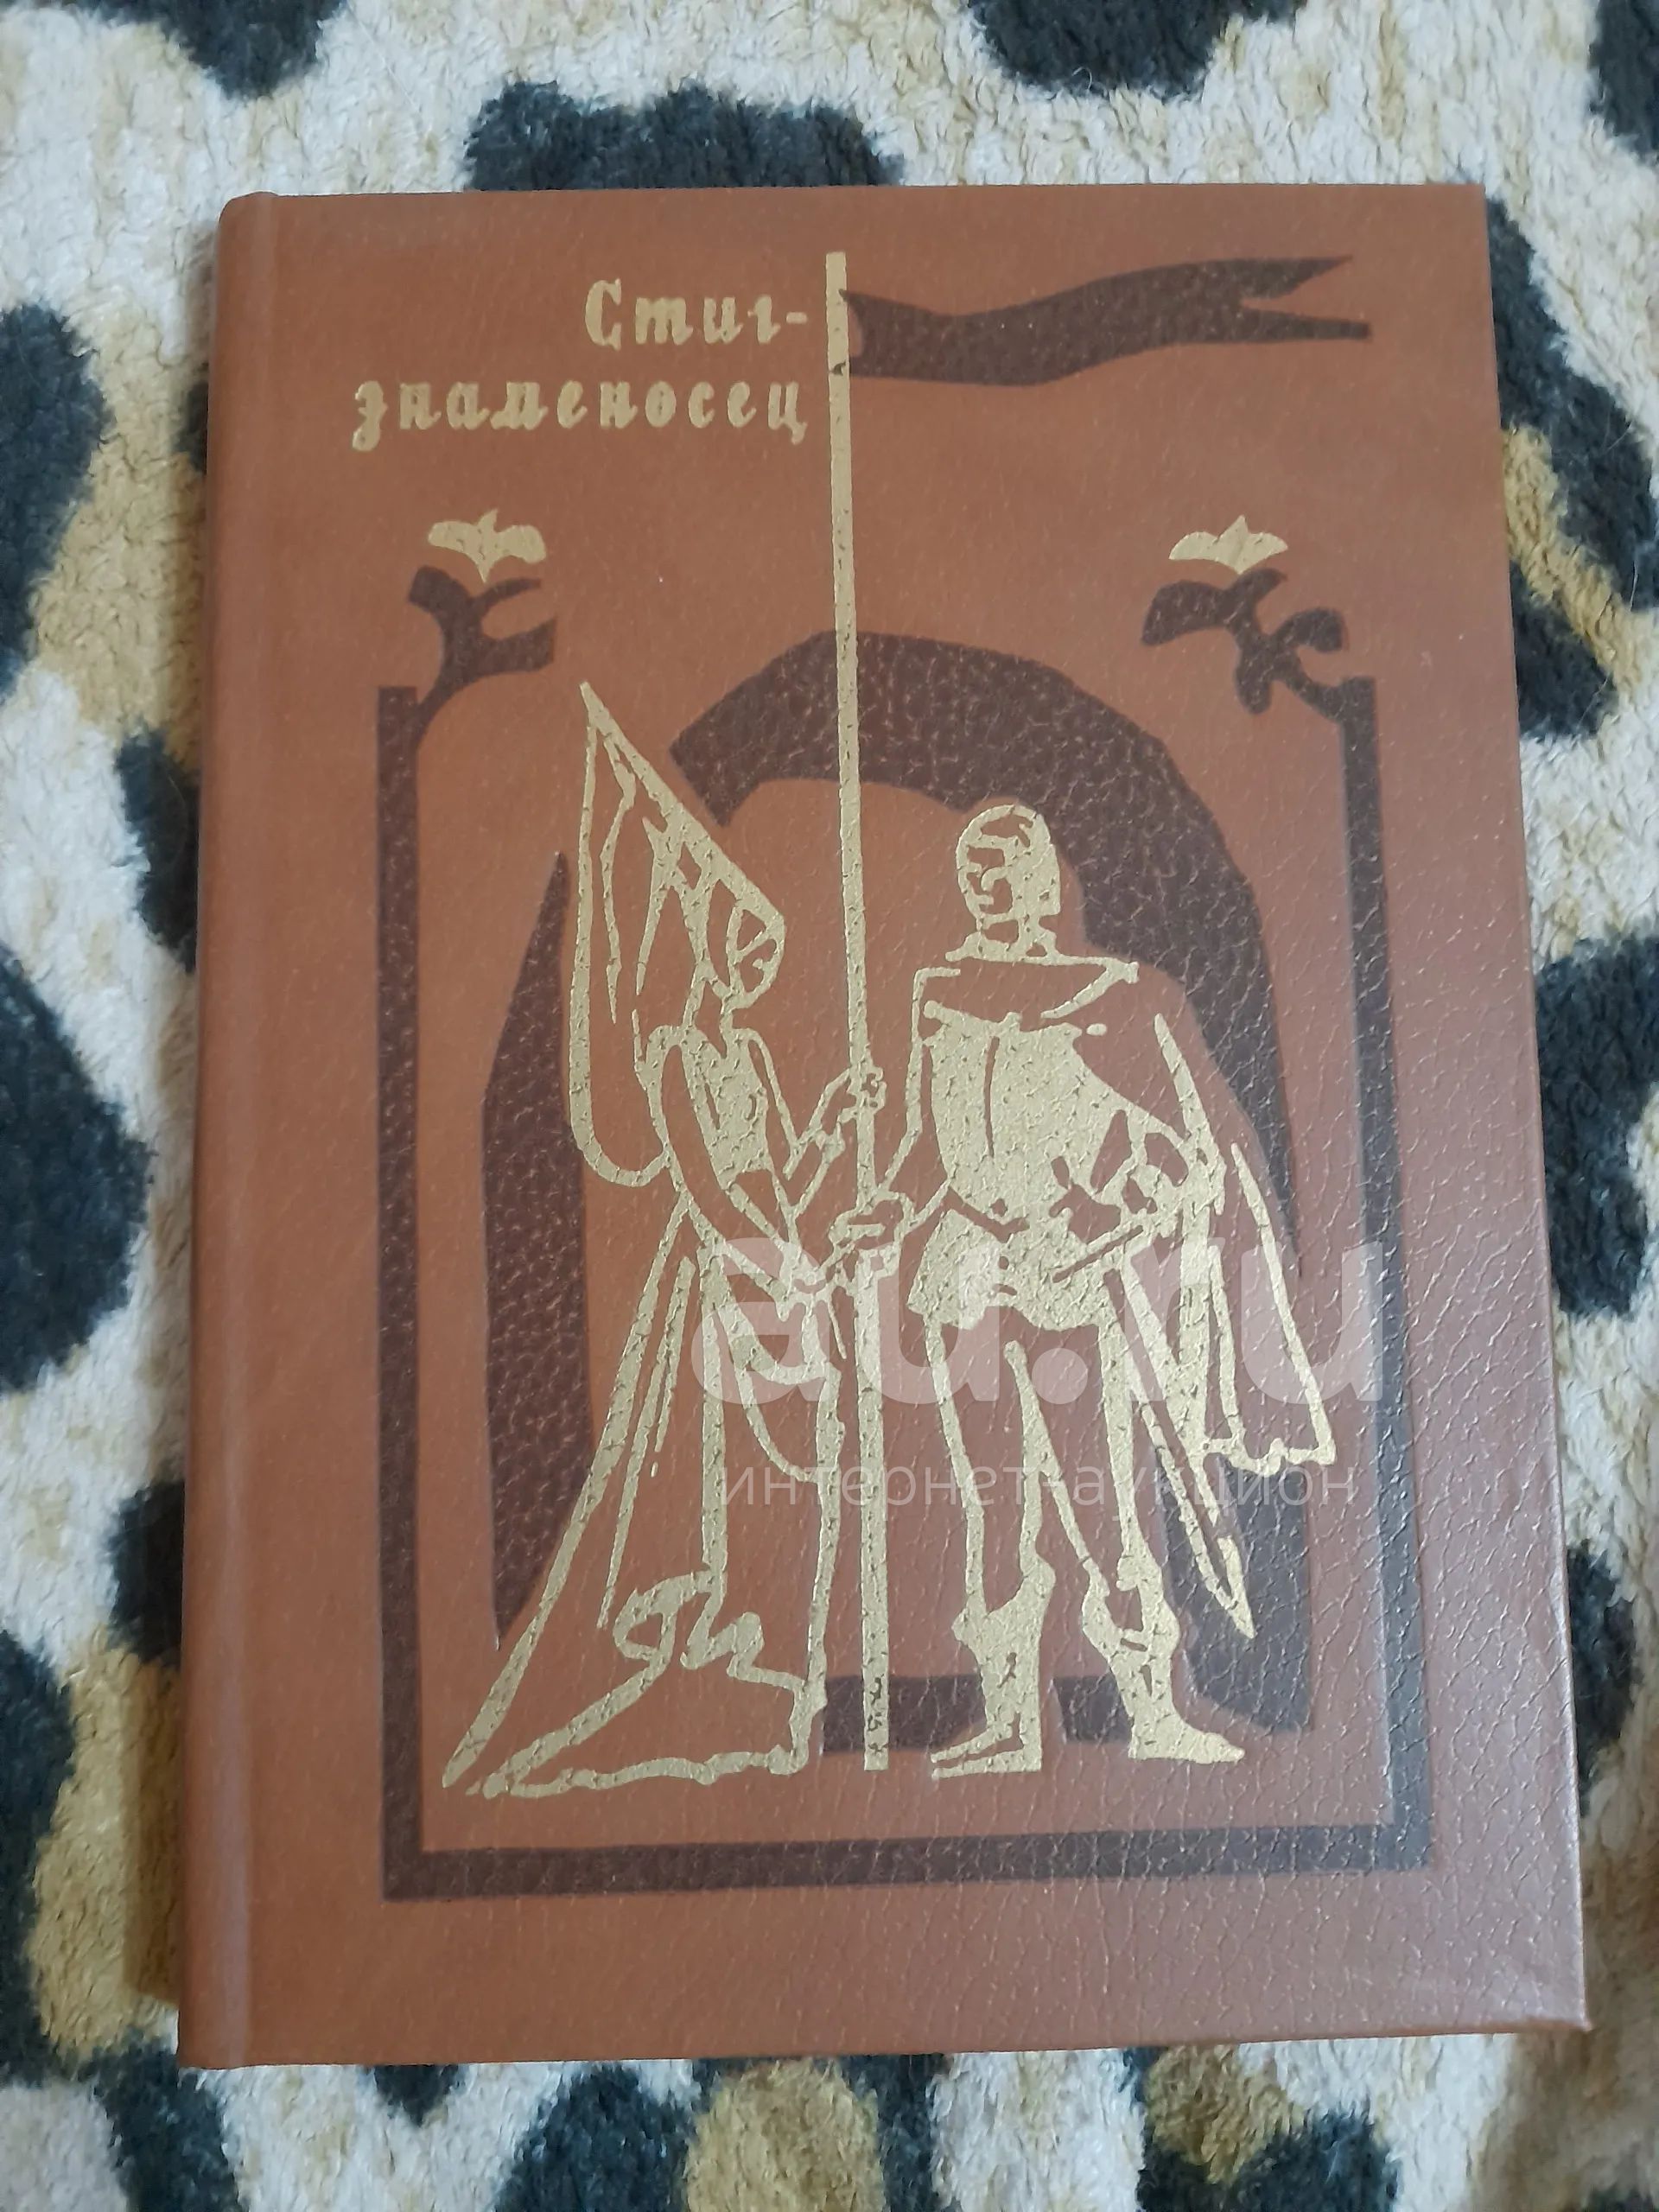 Стиг-
знаменосец
au.ru
интернет-аукцион